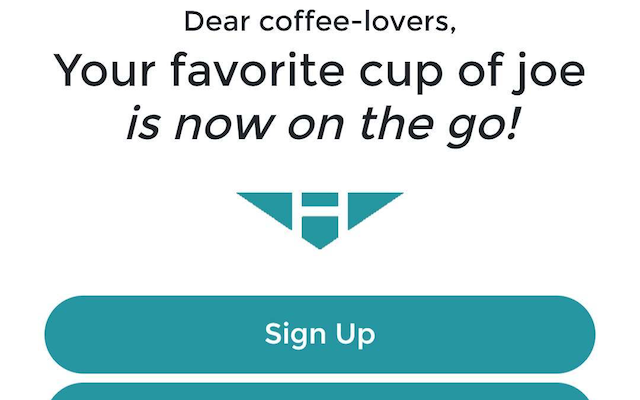 Dear coffee-lovers,
Your favorite cup of joe
is now on the go!
H
Sign Up